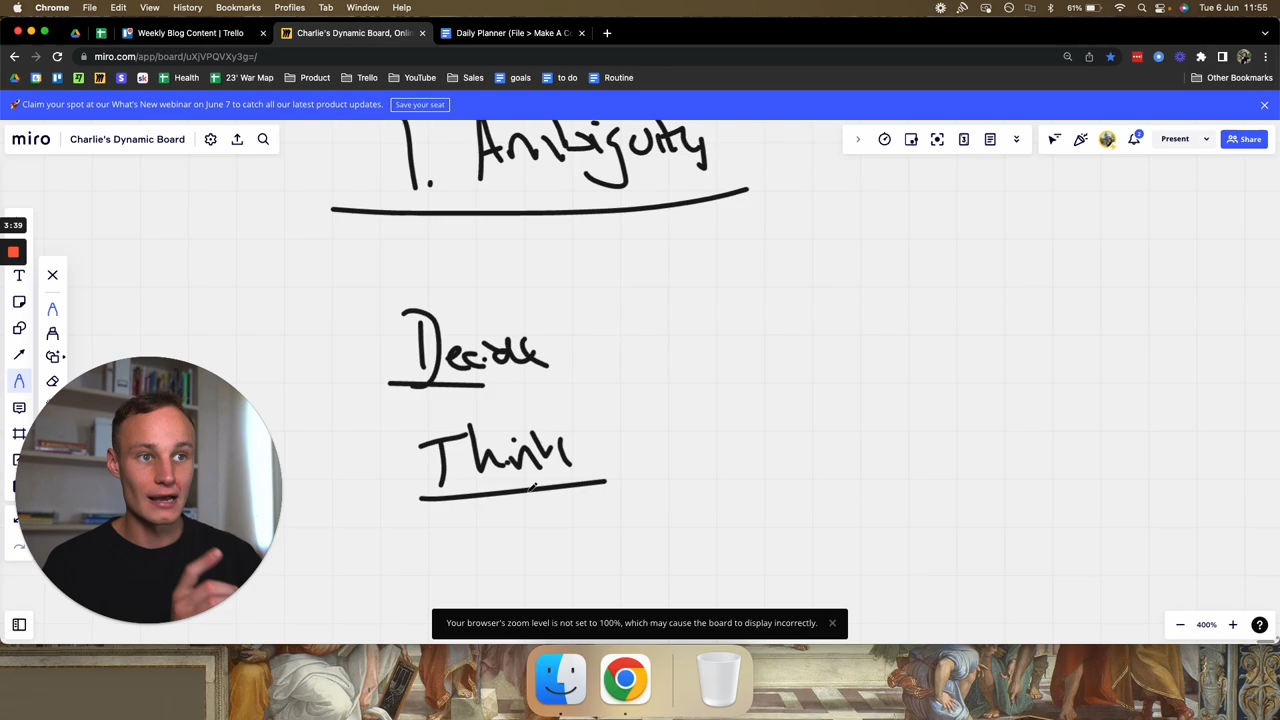 Chrome File Edit View History Bookmarks Profiles Tab Window Help 61% Tue 6 Jun 11:55
Weekly Blog Content | Trello Charlie's Dynamic Board, Onlin Daily Planner (File > Make A Co
miro.com/app/board/uXjVPQVXy3g=/
Health 23' War Map Product Trello YouTube Sales goals to do Routine Other Bookmarks
Claim your spot at our What's New webinar on June 7 to catch all our latest product updates. Save your seat
miro Charlie's Dynamic Board 3 2 Present Share
1. Ambiguity
3:39
T
Decide
Think
Your browser's zoom level is not set to 100%, which may cause the board to display incorrectly.
400% ?